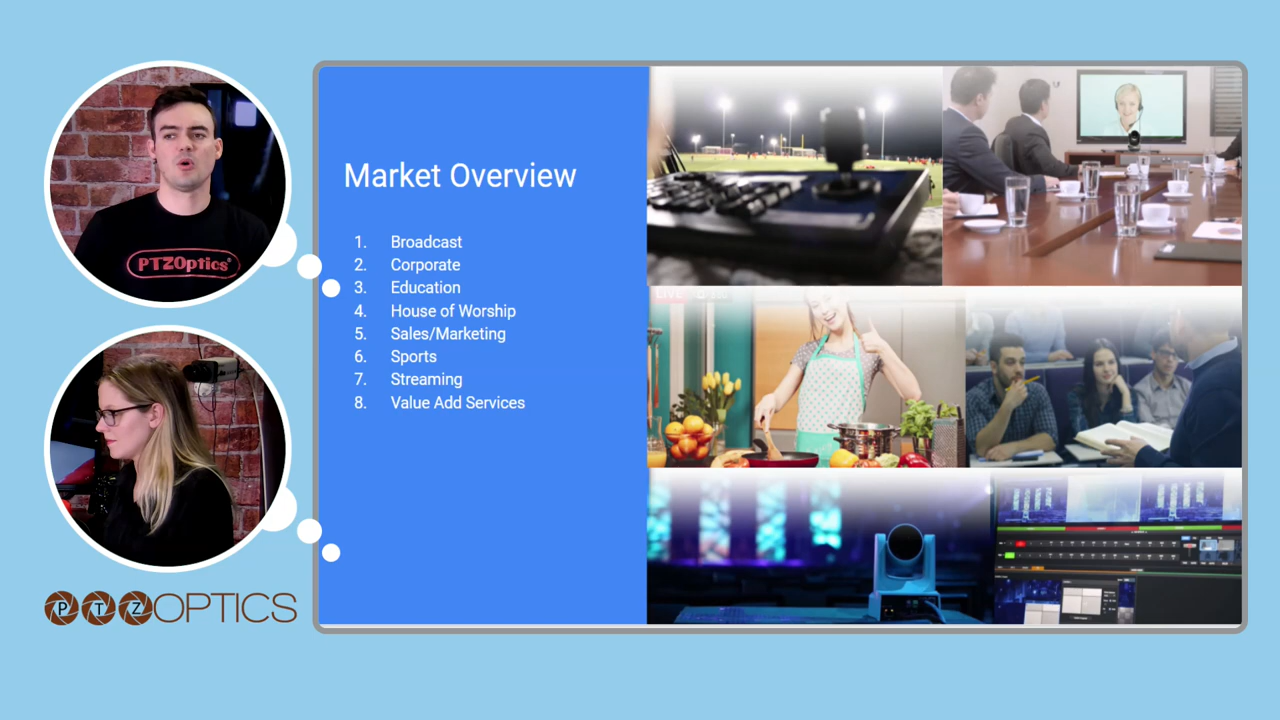 PTZOptics®
PTZOPTICS
Market Overview
1. Broadcast
2. Corporate
3. Education
4. House of Worship
5. Sales/Marketing
6. Sports
7. Streaming
8. Value Add Services
LIVE